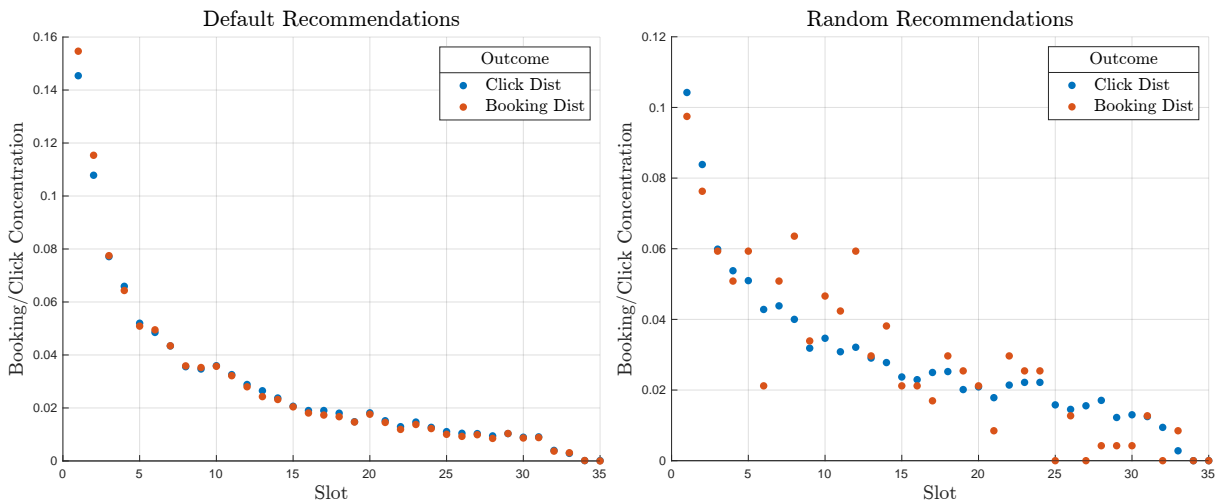 Default Recommendations
0.16
0.14
0.12
0.1
0.08
0.06
0.04
0.02
0
Booking/Click Concentration
Outcome
Click Dist
Booking Dist
0 5 10 15 20 25 30 35
Slot
Random Recommendations
0.12
0.1
0.08
0.06
0.04
0.02
0
Booking/Click Concentration
Outcome
Click Dist
Booking Dist
0 5 10 15 20 25 30 35
Slot